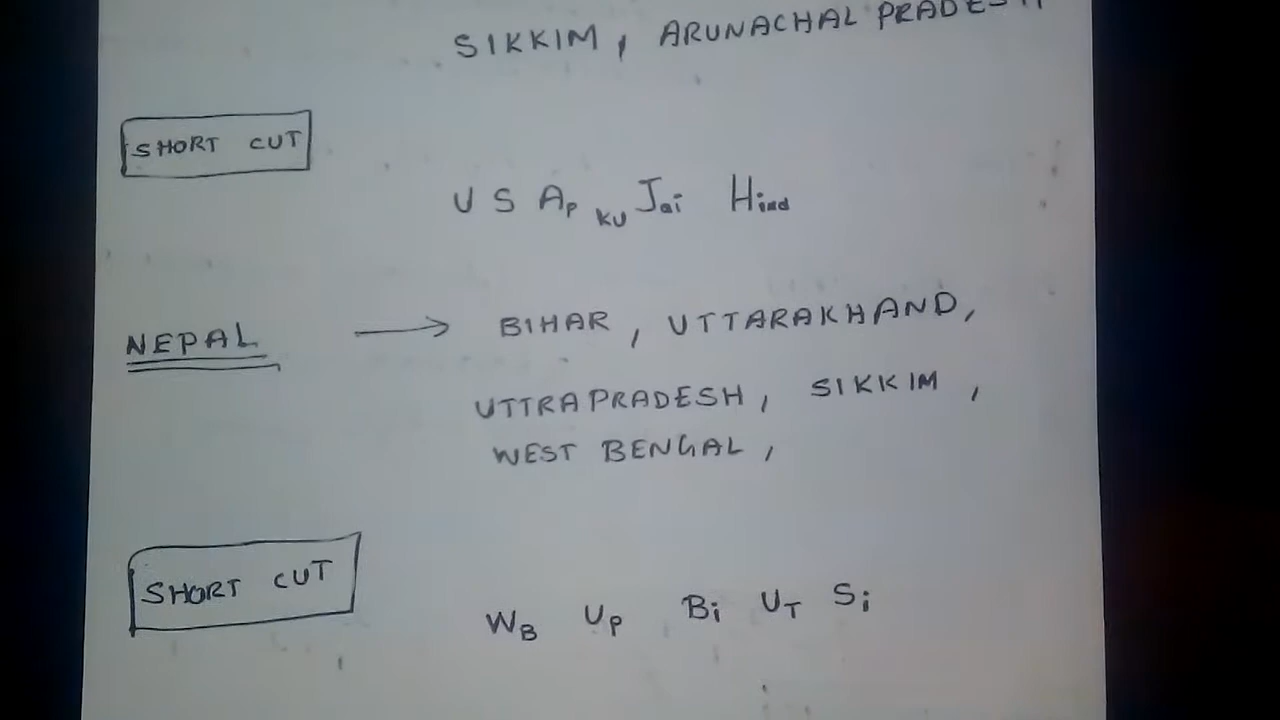 SIKKIM, ARUNACHAL PRADESH
SHORT CUT
U S Ap KU Jai Hind
NEPAL → BIHAR, UTTARAKHAND,
UTTRAPRADESH, SIKKIM,
WEST BENGAL,
SHORT CUT
WB UP Bi UT Si